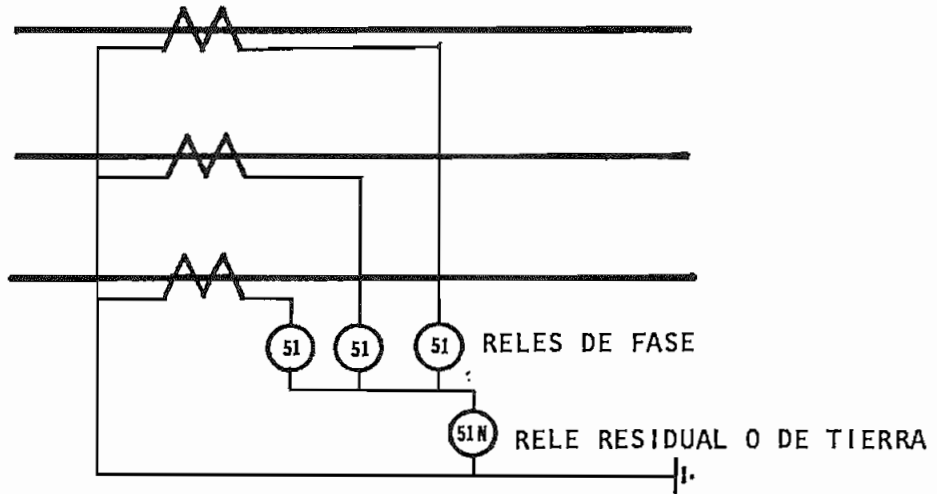 51 51 51 RELES DE FASE
51N RELE RESIDUAL O DE TIERRA